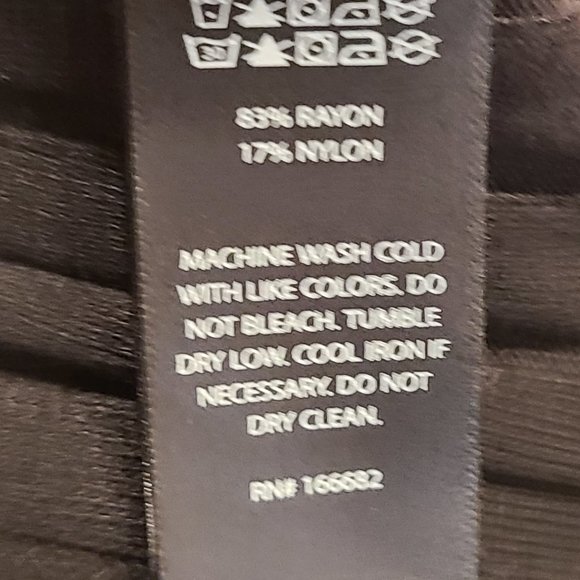 83% RAYON
17% NYLON
MACHINE WASH COLD
WITH LIKE COLORS. DO
NOT BLEACH. TUMBLE
DRY LOW. COOL IRON IF
NECESSARY. DO NOT
DRY CLEAN.
RN#